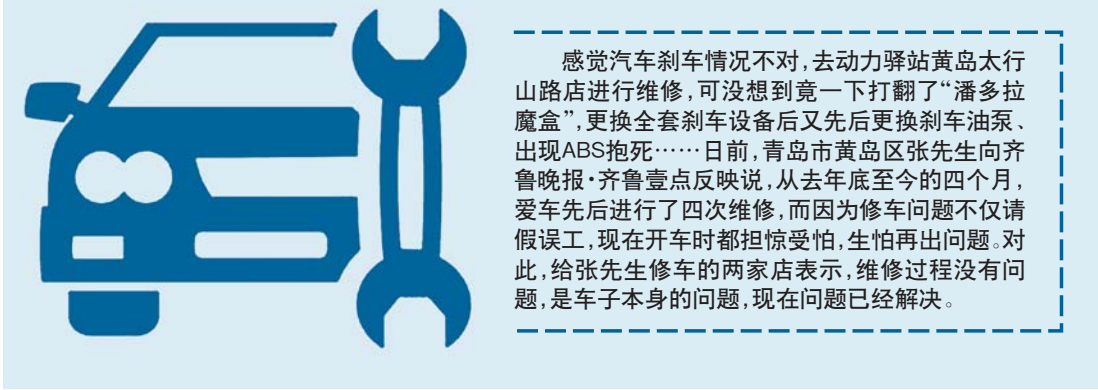 感觉汽车刹车情况不对,去动力驿站黄岛太行
山路店进行维修,可没想到竟一下打翻了“潘多拉
魔盒”,更换全套刹车设备后又先后更换刹车油泵、
出现ABS抱死……日前,青岛市黄岛区张先生向齐
鲁晚报·齐鲁壹点反映说,从去年底至今的四个月,
爱车先后进行了四次维修,而因为修车问题不仅请
假误工,现在开车时都担惊受怕,生怕再出问题。对
此,给张先生修车的两家店表示,维修过程没有问
题,是车子本身的问题,现在问题已经解决。